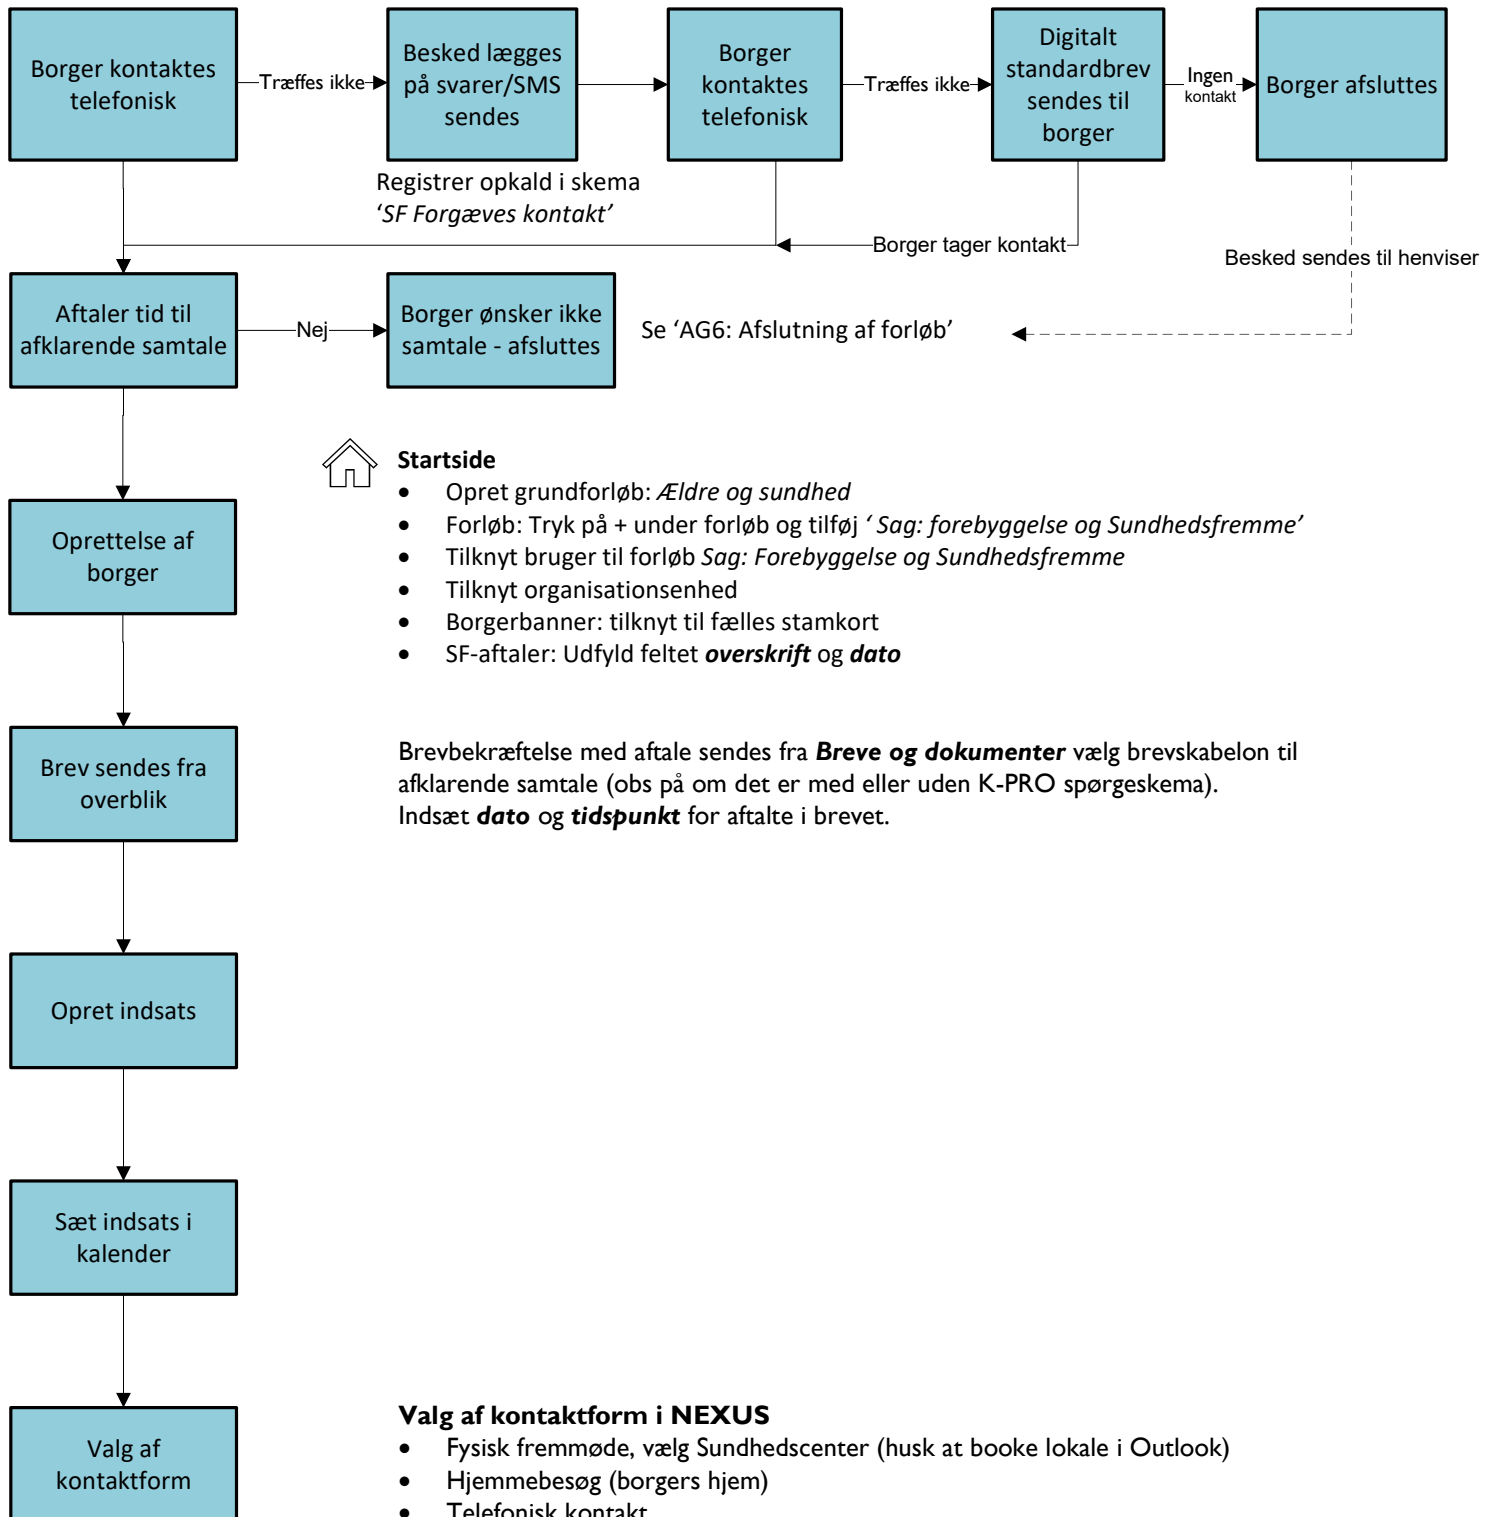 Borger kontaktes
telefonisk
Træffes ikke
Besked lægges
på svarer/SMS
sendes
Borger
kontaktes
telefonisk
Træffes ikke
Digitalt
standardbrev
sendes til
borger
Ingen
kontakt
Borger afsluttes
Registrer opkald i skema
‘SF Forgæves kontakt’
Borger tager kontakt
Besked sendes til henviser
Aftaler tid til
afklarende samtale
Nej
Borger ønsker ikke
samtale - afsluttes
Se ‘AG6: Afslutning af forløb’
Startside
• Opret grundforløb: Ældre og sundhed
• Forløb: Tryk på + under forløb og tilføj ‘ Sag: forebyggelse og Sundhedsfremme’
• Tilknyt bruger til forløb Sag: Forebyggelse og Sundhedsfremme
• Tilknyt organisationsenhed
• Borgerbanner: tilknyt til fælles stamkort
• SF-aftaler: Udfyld feltet overskrift og dato
Oprettelse af
borger
Brev sendes fra
overblik
Brevbekræftelse med aftale sendes fra Breve og dokumenter vælg brevskabelon til
afklarende samtale (obs på om det er med eller uden K-PRO spørgeskema).
Indsæt dato og tidspunkt for aftalte i brevet.
Opret indsats
Sæt indsats i
kalender
Valg af
kontaktform
Valg af kontaktform i NEXUS
• Fysisk fremmøde, vælg Sundhedscenter (husk at booke lokale i Outlook)
• Hjemmebesøg (borgers hjem)
• Telefonisk kontakt